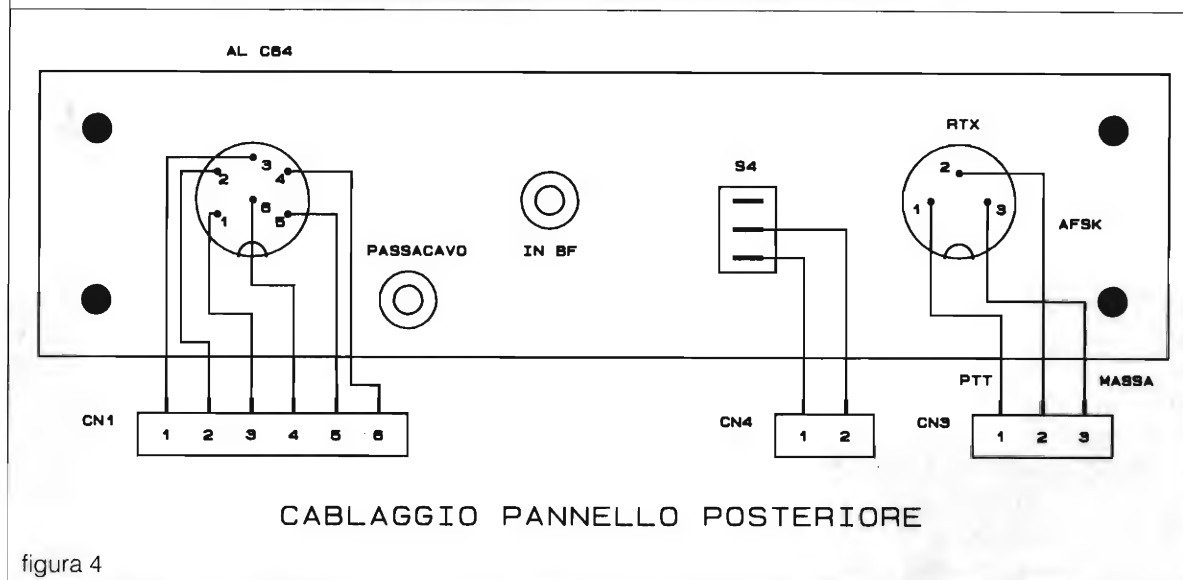 AL C64
RTX
3
2
4
6
1
5
S4
2
1
3
AFSK
PASSACAVO
IN BF
PTT
MASSA
CN1
1 2 3 4 5 6
CN4
1 2
CN3
1 2 3
CABLAGGIO PANNELLO POSTERIORE
figura 4